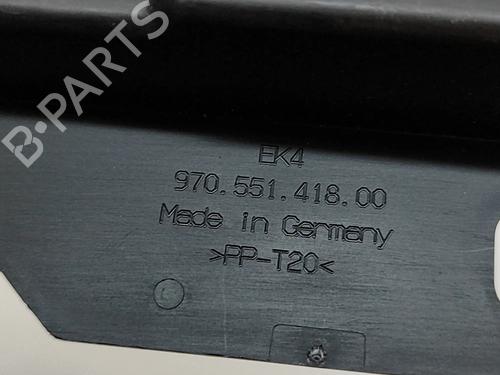 B-PARTS
EK4
970.551.418.00
Made in Germany
>PP-T20<